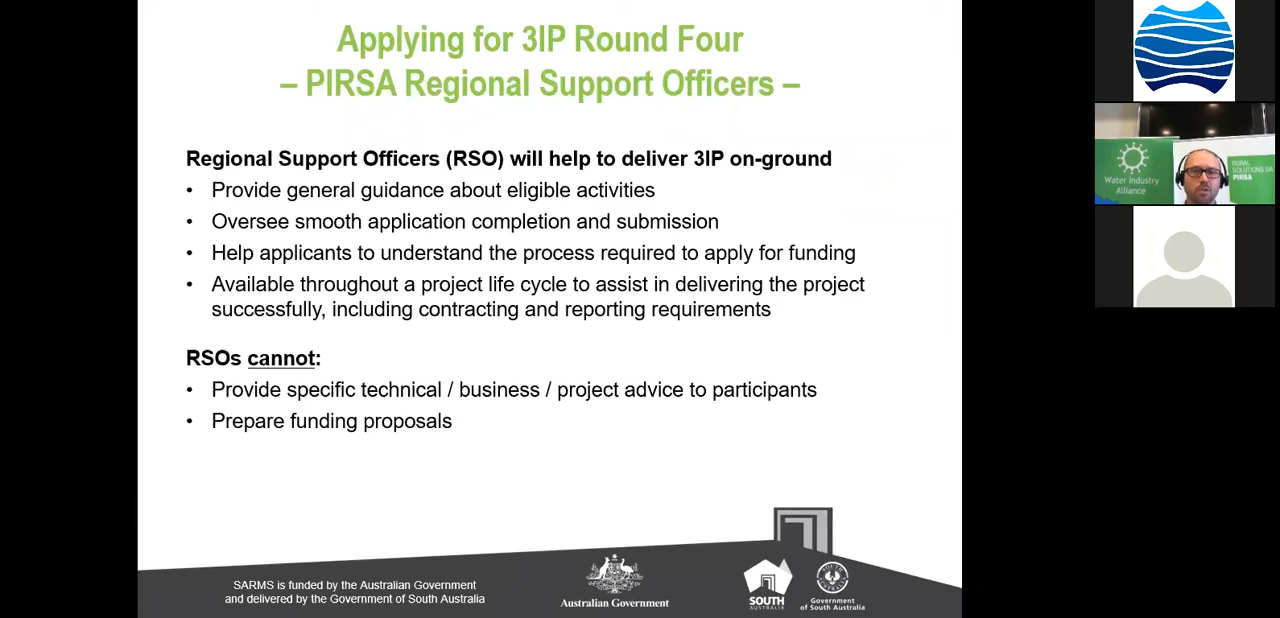 Applying for 3IP Round Four
– PIRSA Regional Support Officers –
Regional Support Officers (RSO) will help to deliver 3IP on-ground
• Provide general guidance about eligible activities
• Oversee smooth application completion and submission
• Help applicants to understand the process required to apply for funding
• Available throughout a project life cycle to assist in delivering the project
successfully, including contracting and reporting requirements
RSOs cannot:
• Provide specific technical / business / project advice to participants
• Prepare funding proposals
SARMS is funded by the Australian Government
and delivered by the Government of South Australia
Australian Government
SOUTH
AUSTRALIA
SOUTH
AUSTRALIA
Government
of South Australia
Water Industry
Alliance
RURAL
SOLUTIONS SA
PIRSA